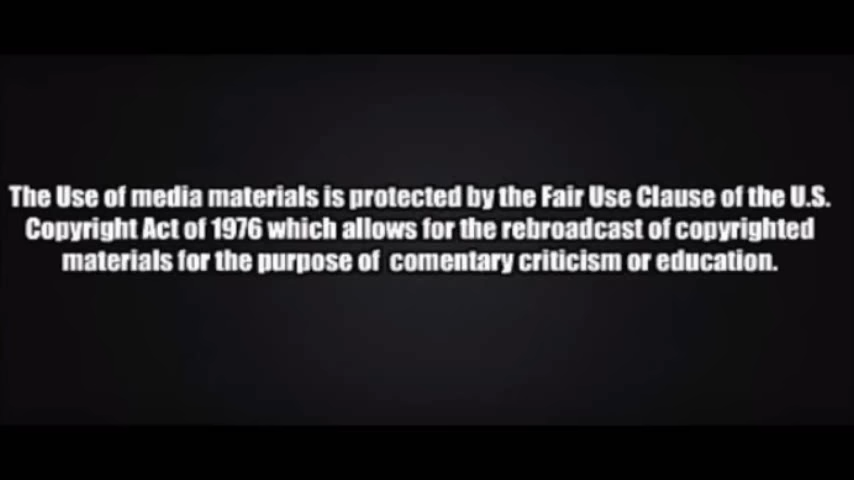 The Use of media materials is protected by the Fair Use Clause of the U.S.
Copyright Act of 1976 which allows for the rebroadcast of copyrighted
materials for the purpose of comentary criticism or education.